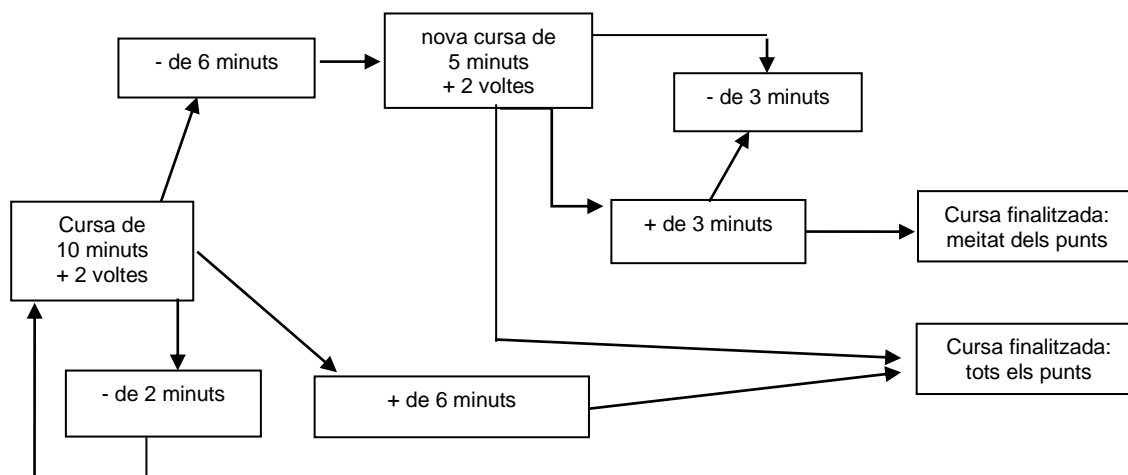 - de 6 minuts
nova cursa de
5 minuts
+ 2 voltes
- de 3 minuts
Cursa de
10 minuts
+ 2 voltes
+ de 3 minuts
Cursa finalitzada:
meitat dels punts
- de 2 minuts
+ de 6 minuts
Cursa finalitzada:
tots els punts